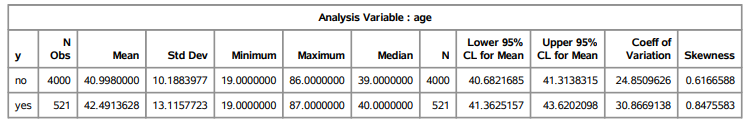 Analysis Variable : age
y N Obs Mean Std Dev Minimum Maximum Median N Lower 95% CL for Mean Upper 95% CL for Mean Coeff of Variation Skewness
no 4000 40.9980000 10.1883977 19.0000000 86.0000000 39.0000000 4000 40.6821685 41.3138315 24.8509626 0.6166588
yes 521 42.4913628 13.1157723 19.0000000 87.0000000 40.0000000 521 41.3625157 43.6202098 30.8669138 0.8475583